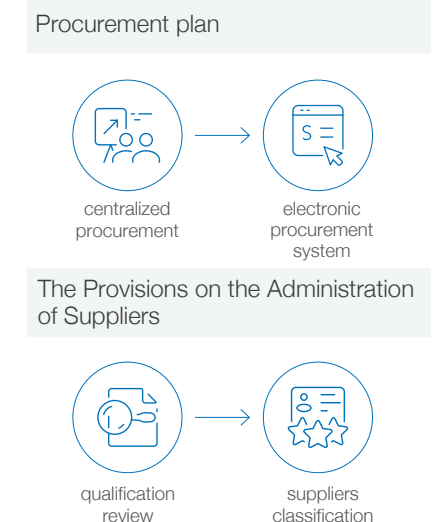 Procurement plan
S
centralized
procurement
electronic
procurement
system
The Provisions on the Administration
of Suppliers
qualification
review
suppliers
classification